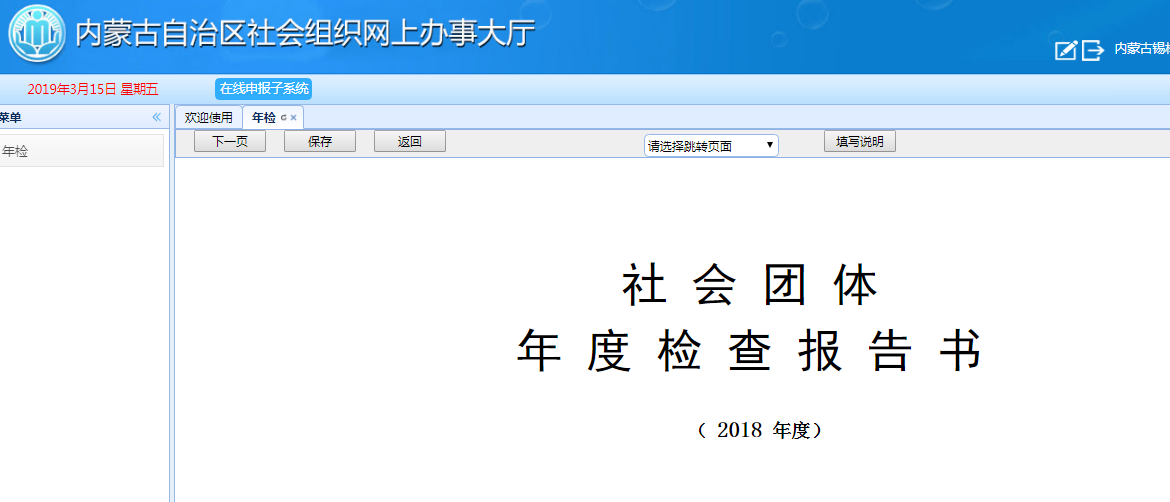 内蒙古自治区社会组织网上办事大厅
内蒙古锡
2019年3月15日 星期五
在线申报子系统
菜单
欢迎使用
年检
下一页
保存
返回
请选择跳转页面
填写说明
年检
社 会 团 体
年 度 检 查 报 告 书
（ 2018 年度）